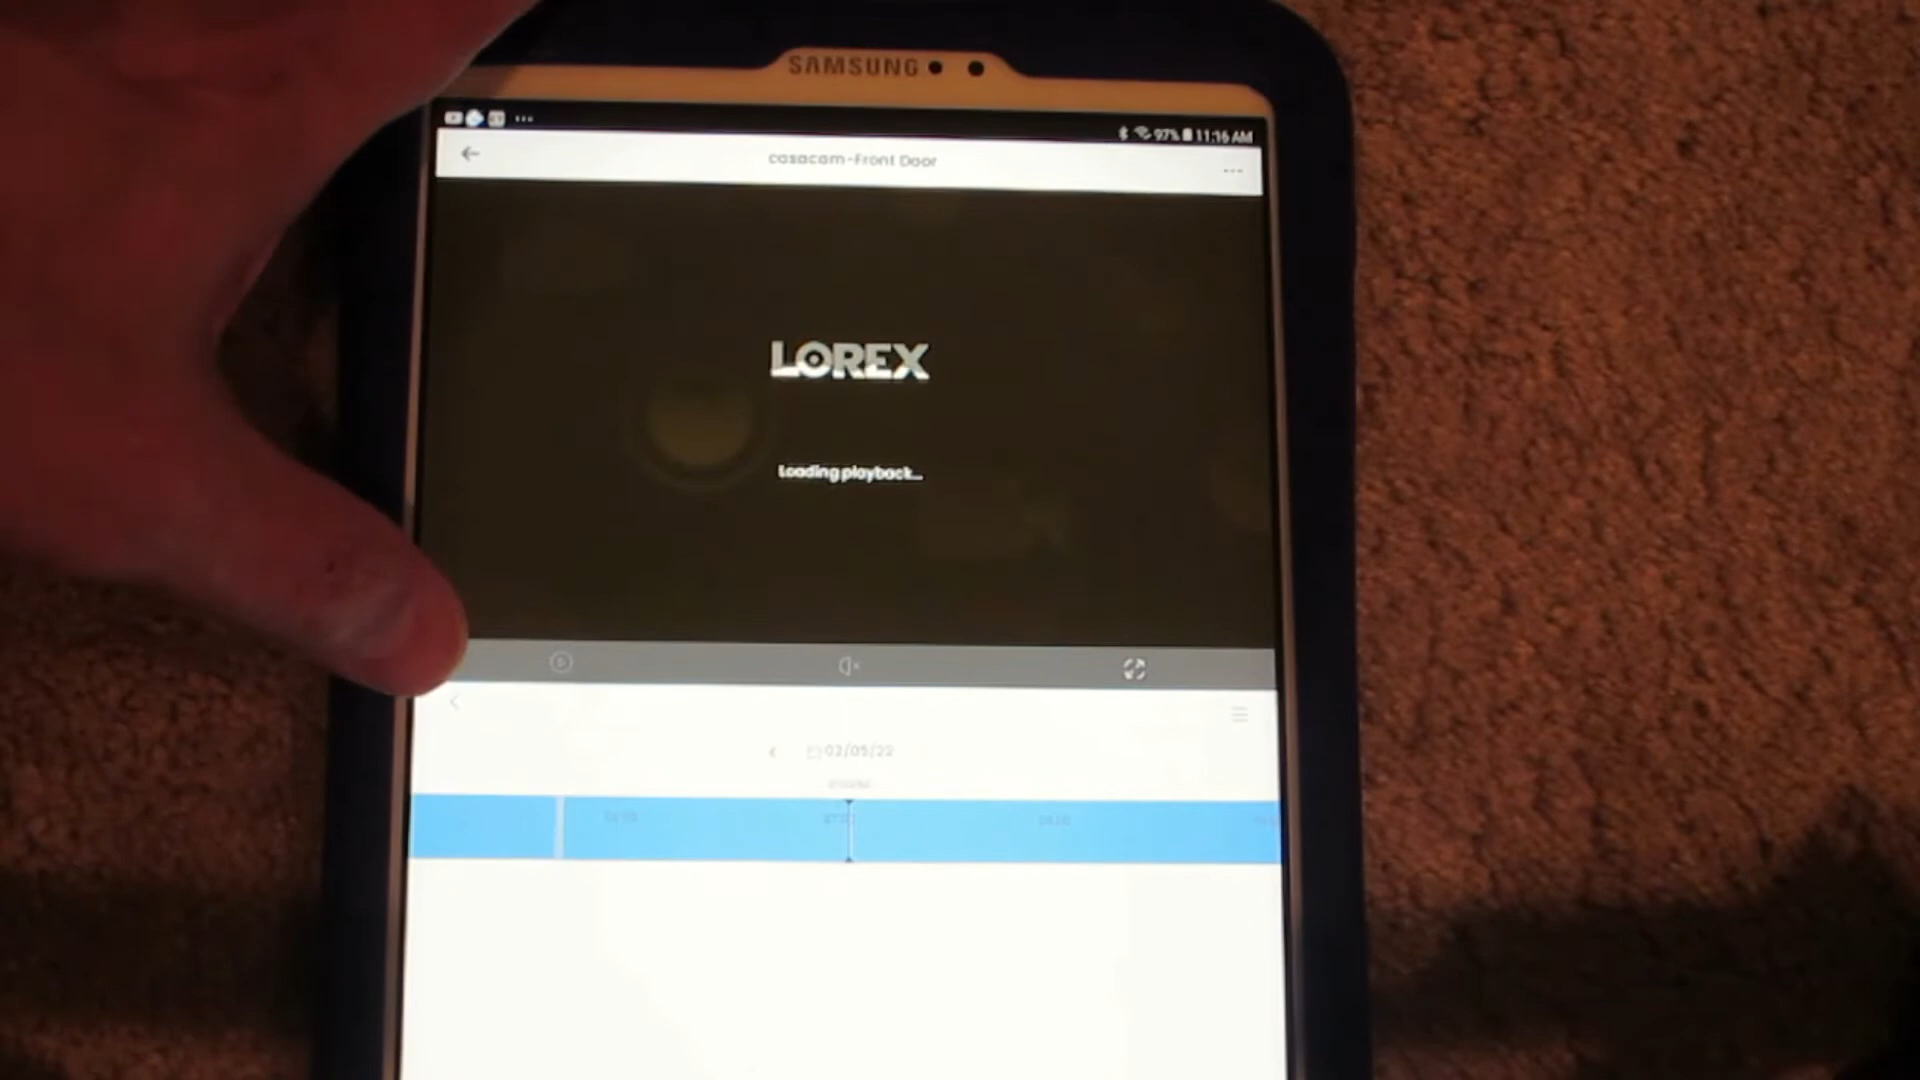 SAMSUNG
97% 11:16 AM
casacam-Front Door
LOREX
Loading playback...
02/05/22